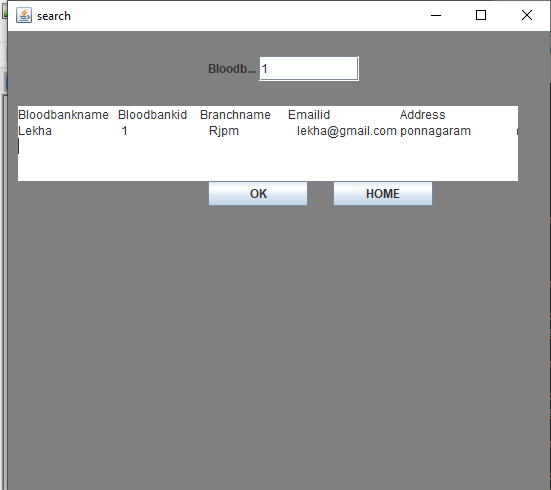 search
Bloodb... 1
Bloodbankname Bloodbankid Branchname Emailid Address
Lekha 1 Rjpm lekha@gmail.com ponnagaram
OK HOME